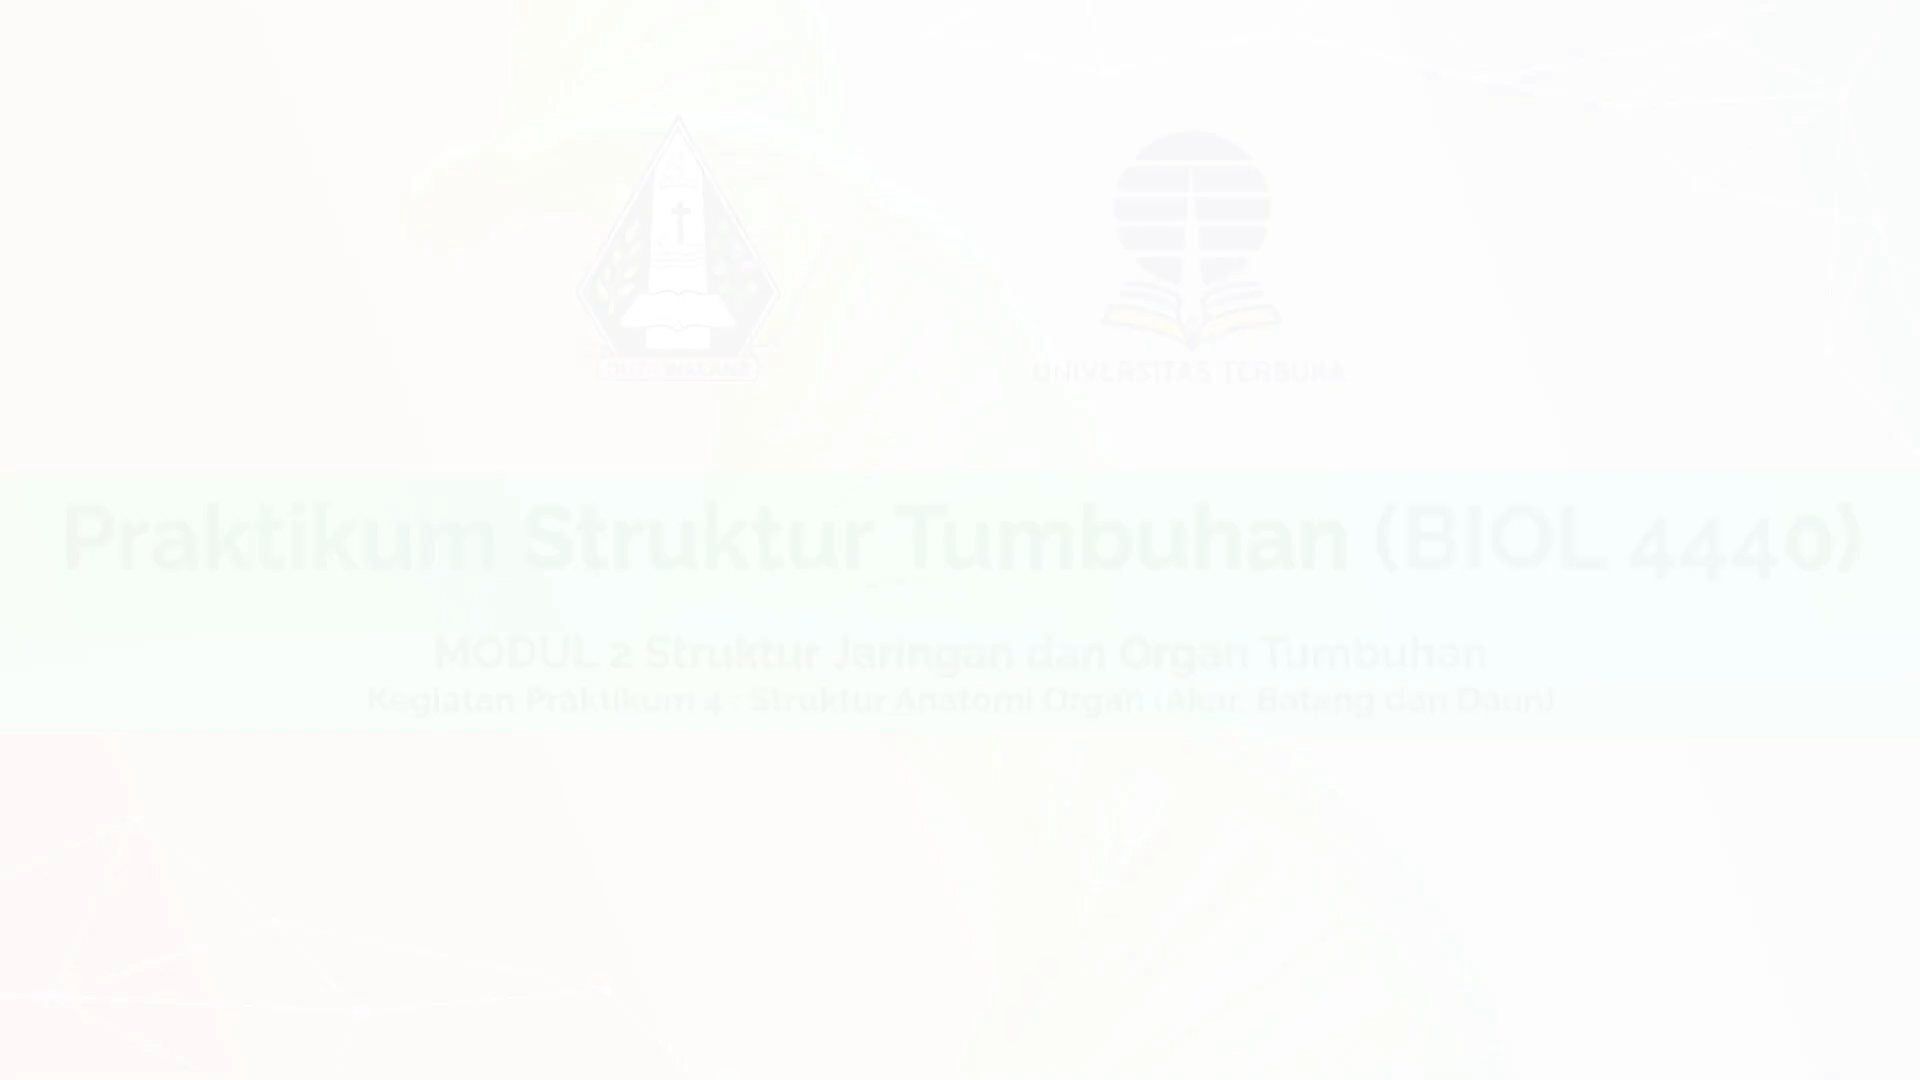 DUTA WACANA
UNIVERSITAS TERBUKA
Praktikum Struktur Tumbuhan (BIOL 4440)
MODUL 2 Struktur Jaringan dan Organ Tumbuhan
Kegiatan Praktikum 4 : Struktur Anatomi Organ (Akar, Batang dan Daun)